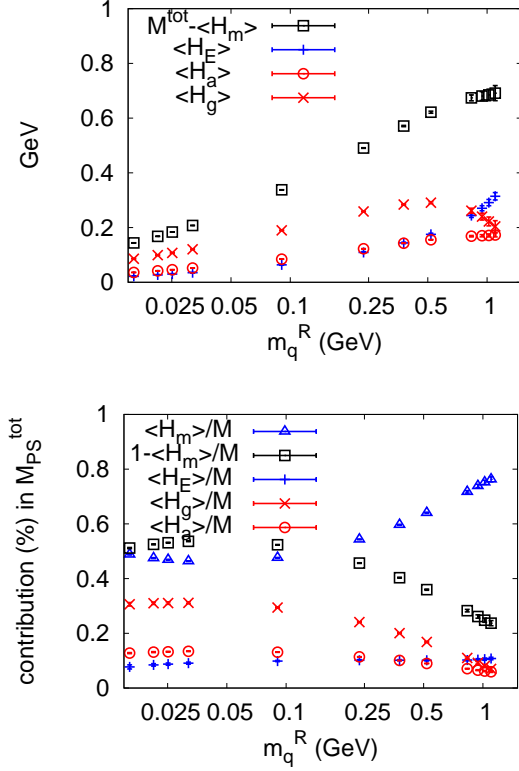 1
0.8
0.6
0.4
0.2
0
GeV
M^tot-<H_m>
<H_E>
<H_a>
<H_g>
0.025 0.05 0.1 0.25 0.5 1
m_q^R (GeV)
1
0.8
0.6
0.4
0.2
0
contribution (%) in M_PS^tot
<H_m>/M
1-<H_m>/M
<H_E>/M
<H_g>/M
<H_a>/M
0.025 0.1 0.25 0.5 1
m_q^R (GeV)